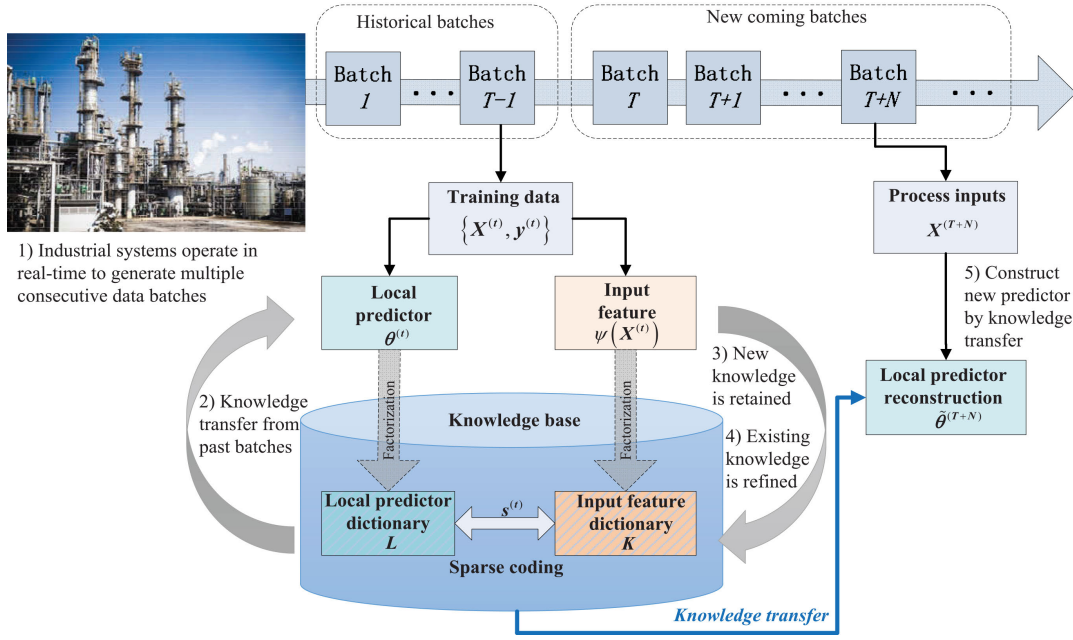 Historical batches
New coming batches
Batch
1
...
Batch
T-1
Batch
T
Batch
T+1
...
Batch
T+N
...
Training data
{X^(t), y^(t)}
Process inputs
X^(T+N)
1) Industrial systems operate in
real-time to generate multiple
consecutive data batches
Local
predictor
θ^(t)
Input
feature
ψ(X^(t))
5) Construct
new predictor
by knowledge
transfer
3) New
knowledge
is retained
2) Knowledge
transfer from
past batches
Factorization
Factorization
Local predictor
reconstruction
θ̃^(T+N)
Knowledge base
4) Existing
knowledge
is refined
Local predictor
dictionary
L
s^(t)
Input feature
dictionary
K
Sparse coding
Knowledge transfer